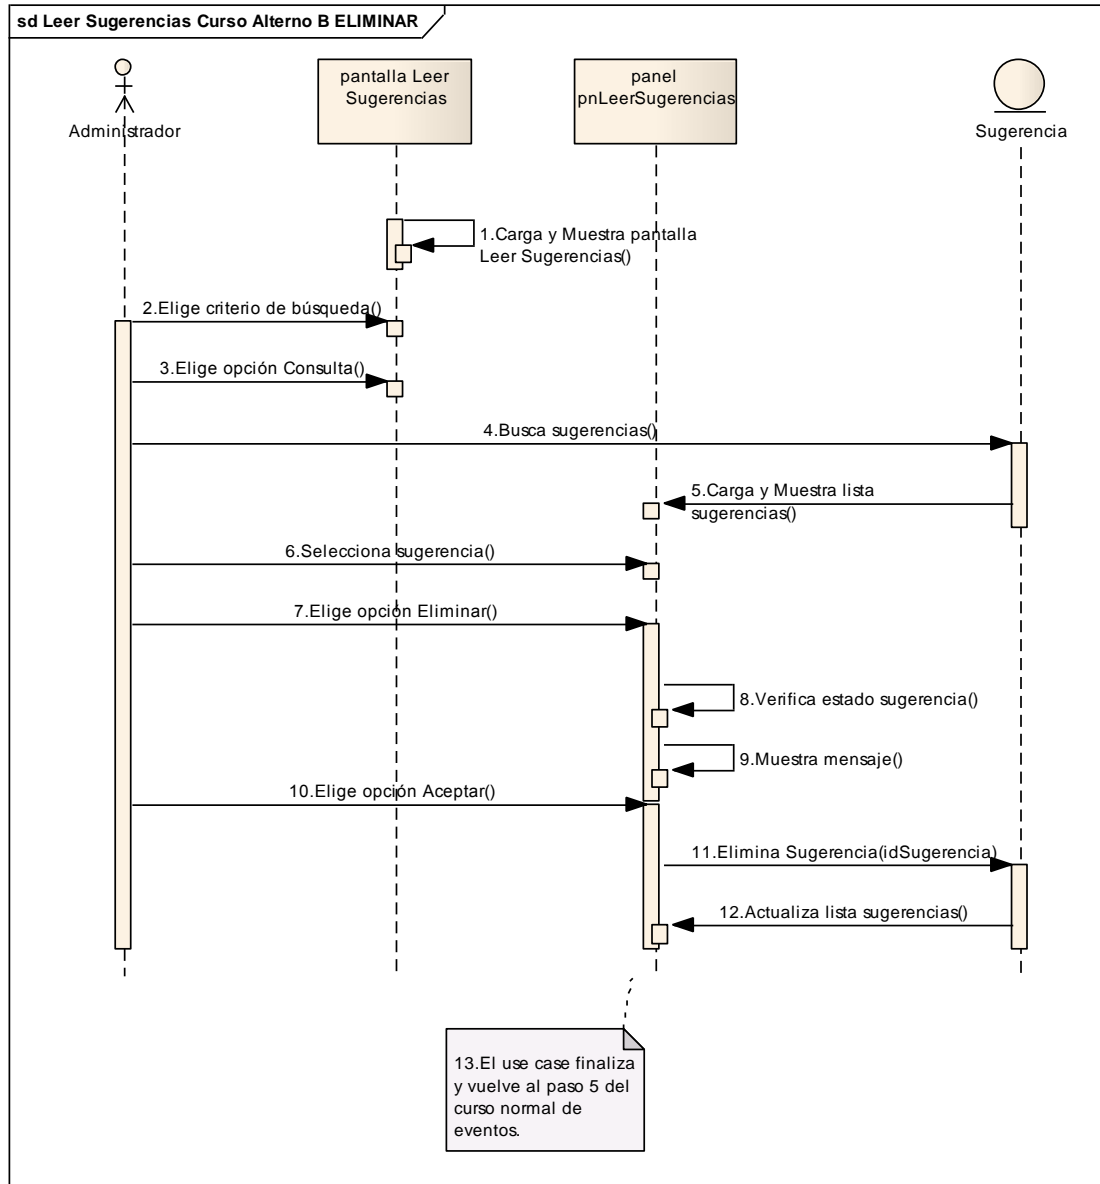 sd Leer Sugerencias Curso Alterno B ELIMINAR
Administrador
pantalla Leer
Sugerencias
panel
pnLeerSugerencias
Sugerencia
1.Carga y Muestra pantalla
Leer Sugerencias()
2.Elige criterio de búsqueda()
3.Elige opción Consulta()
4.Busca sugerencias()
5.Carga y Muestra lista
sugerencias()
6.Selecciona sugerencia()
7.Elige opción Eliminar()
8.Verifica estado sugerencia()
9.Muestra mensaje()
10.Elige opción Aceptar()
11.Elimina Sugerencia(idSugerencia)
12.Actualiza lista sugerencias()
13.El use case finaliza
y vuelve al paso 5 del
curso normal de
eventos.